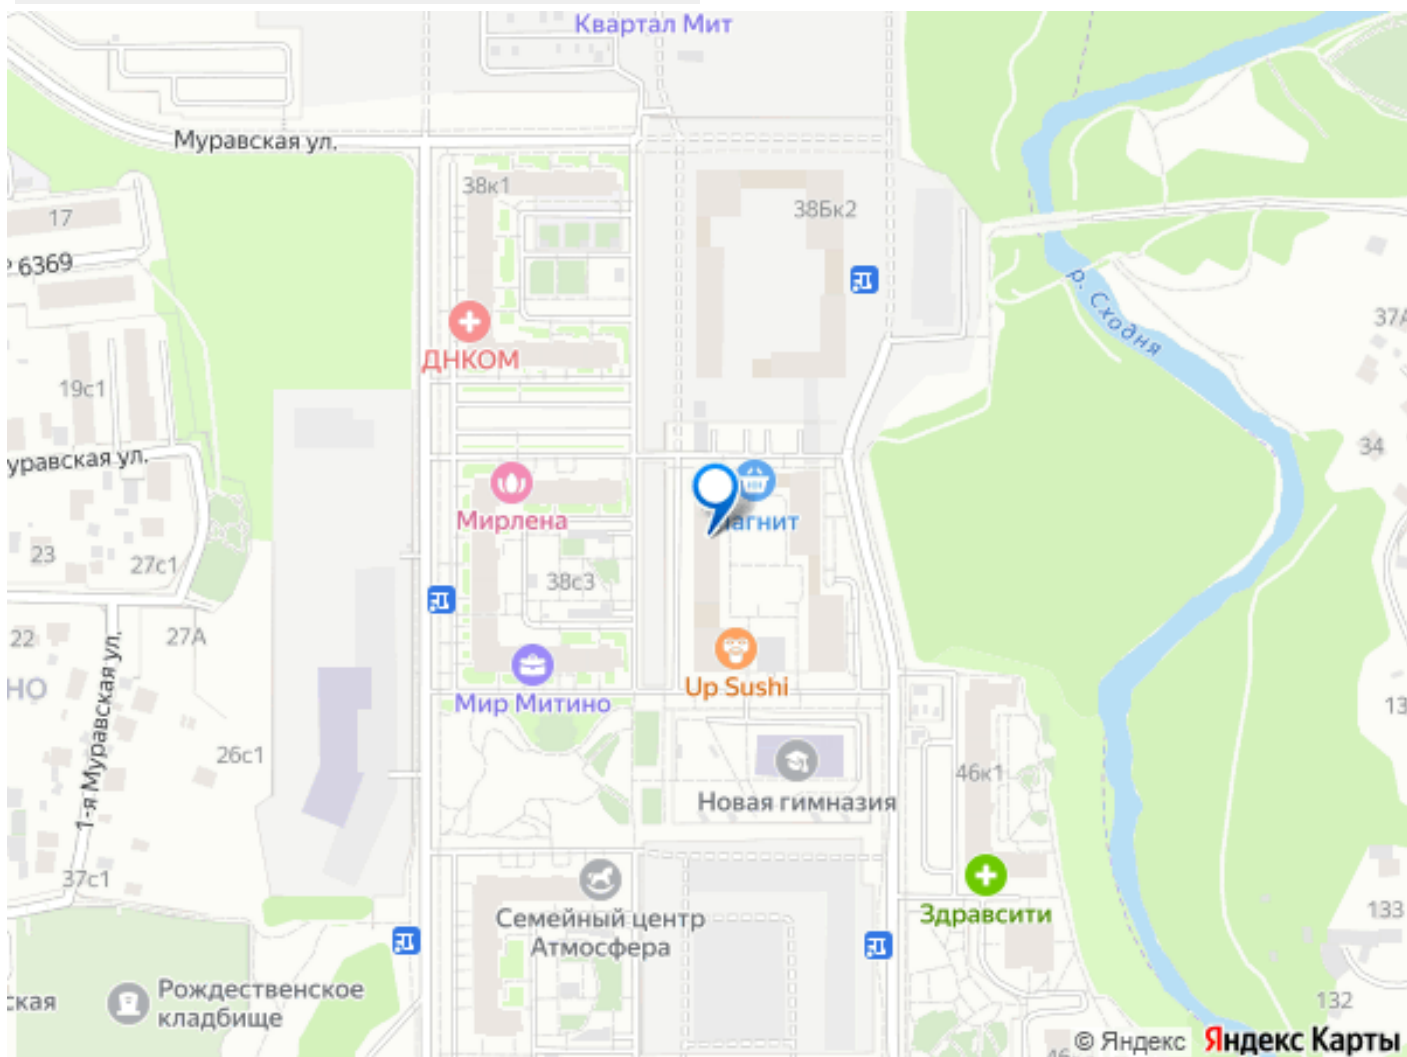 Квартал Мит
Муравская ул.
38к1
17
38Бк2
6369
р. Сходня
37А
ДНКОМ
19с1
34
уравская ул.
Мирлена
агнит
23
27с1
38с3
22
27А
НО
Up Sushi
Мир Митино
1-я Муравская ул.
13
26с1
46к1
Новая гимназия
37с1
Здравсити
133
Семейный центр
Атмосфера
ская
Рождественское
кладбище
132
46
© Яндекс Яндекс Карты